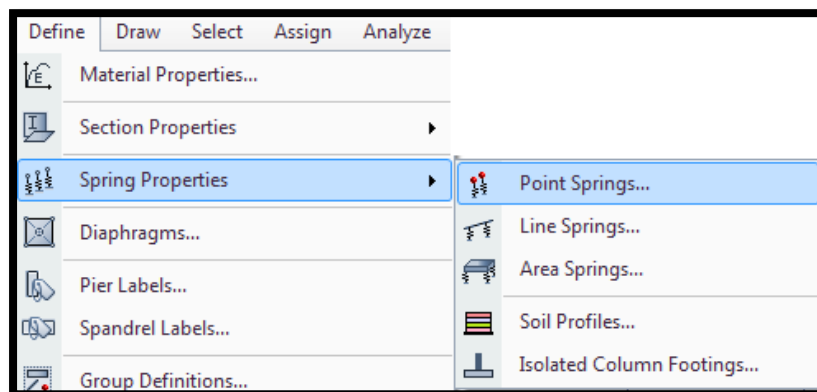 Define Draw Select Assign Analyze
Material Properties...
Section Properties
Spring Properties
Point Springs...
Line Springs...
Area Springs...
Soil Profiles...
Isolated Column Footings...
Diaphragms...
Pier Labels...
Spandrel Labels...
Group Definitions...